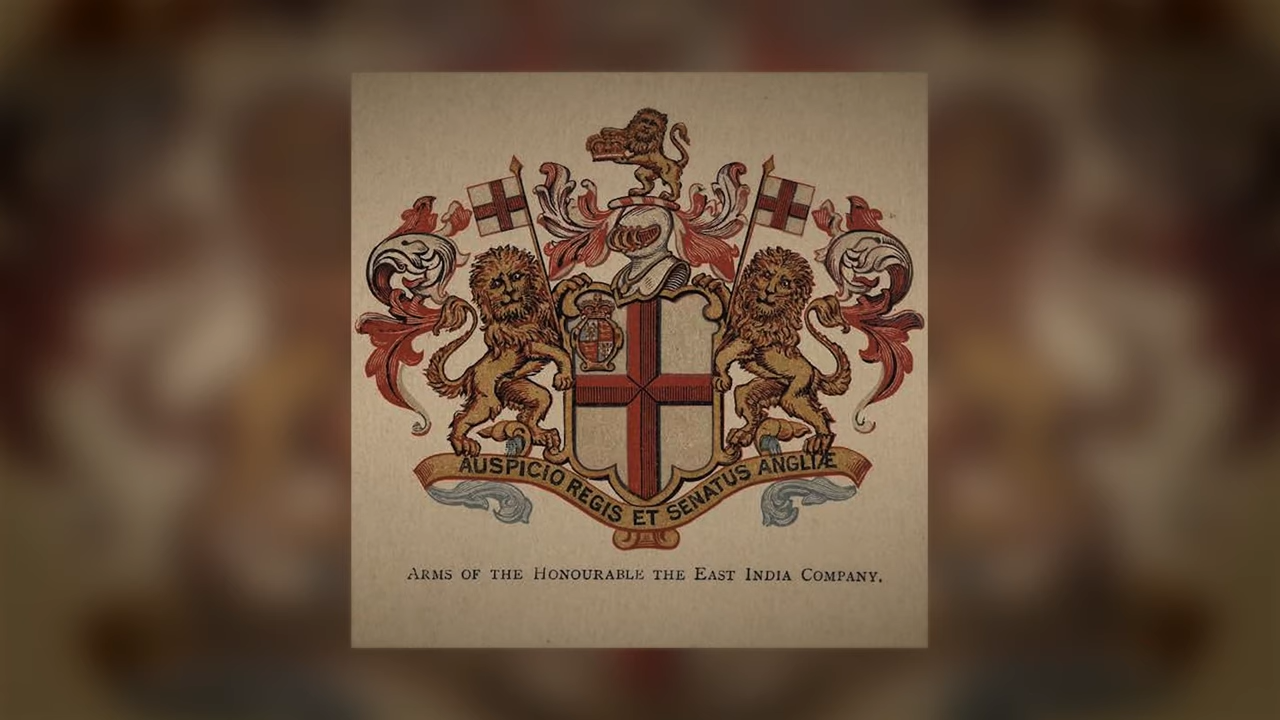 AUSPICIO REGIS ET SENATUS ANGLIÆ
ARMS OF THE HONOURABLE THE EAST INDIA COMPANY.